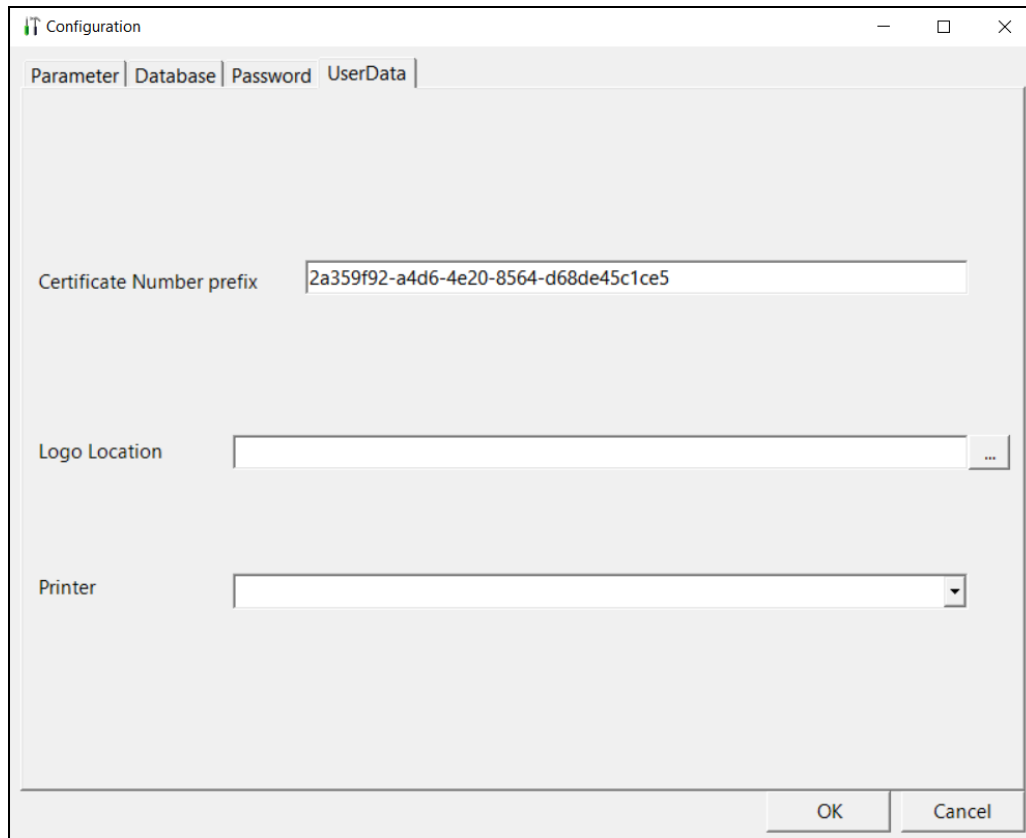 Configuration
Parameter Database Password UserData
Certificate Number prefix 2a359f92-a4d6-4e20-8564-d68de45c1ce5
Logo Location ...
Printer
OK Cancel